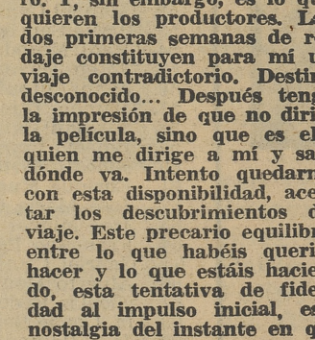 ro. Y, sin embargo, es lo q
quieren los productores. L
dos primeras semanas de r
daje constituyen para mí u
viaje contradictorio. Destin
desconocido... Después teng
la impresión de que no diri
la película, sino que es el
quien me dirige a mí y sa
dónde va. Intento quedarn
con esta disponibilidad, ace
tar los descubrimientos d
viaje. Este precario equilibr
entre lo que habéis queri
hacer y lo que estáis hacie
do, esta tentativa de fide
dad al impulso inicial, es
nostalgia del instante en q